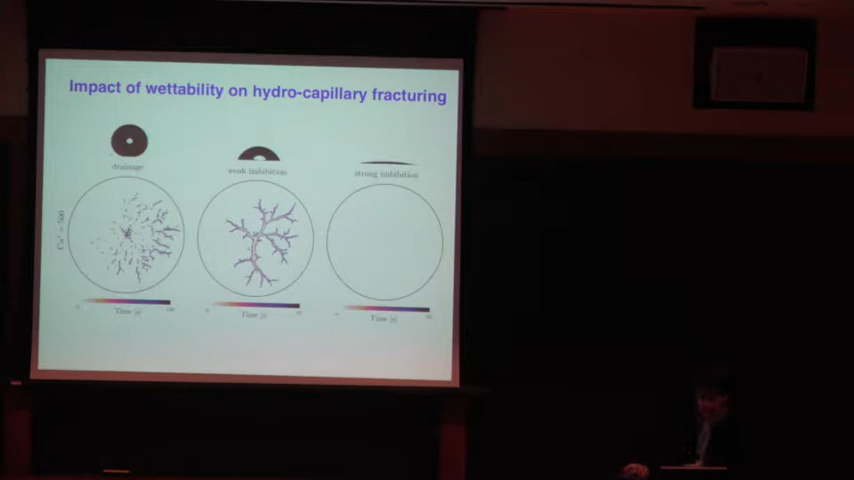 Impact of wettability on hydro-capillary fracturing
drainage
weak imbibition
strong imbibition
Time [s]
Time [s]
Time [s]